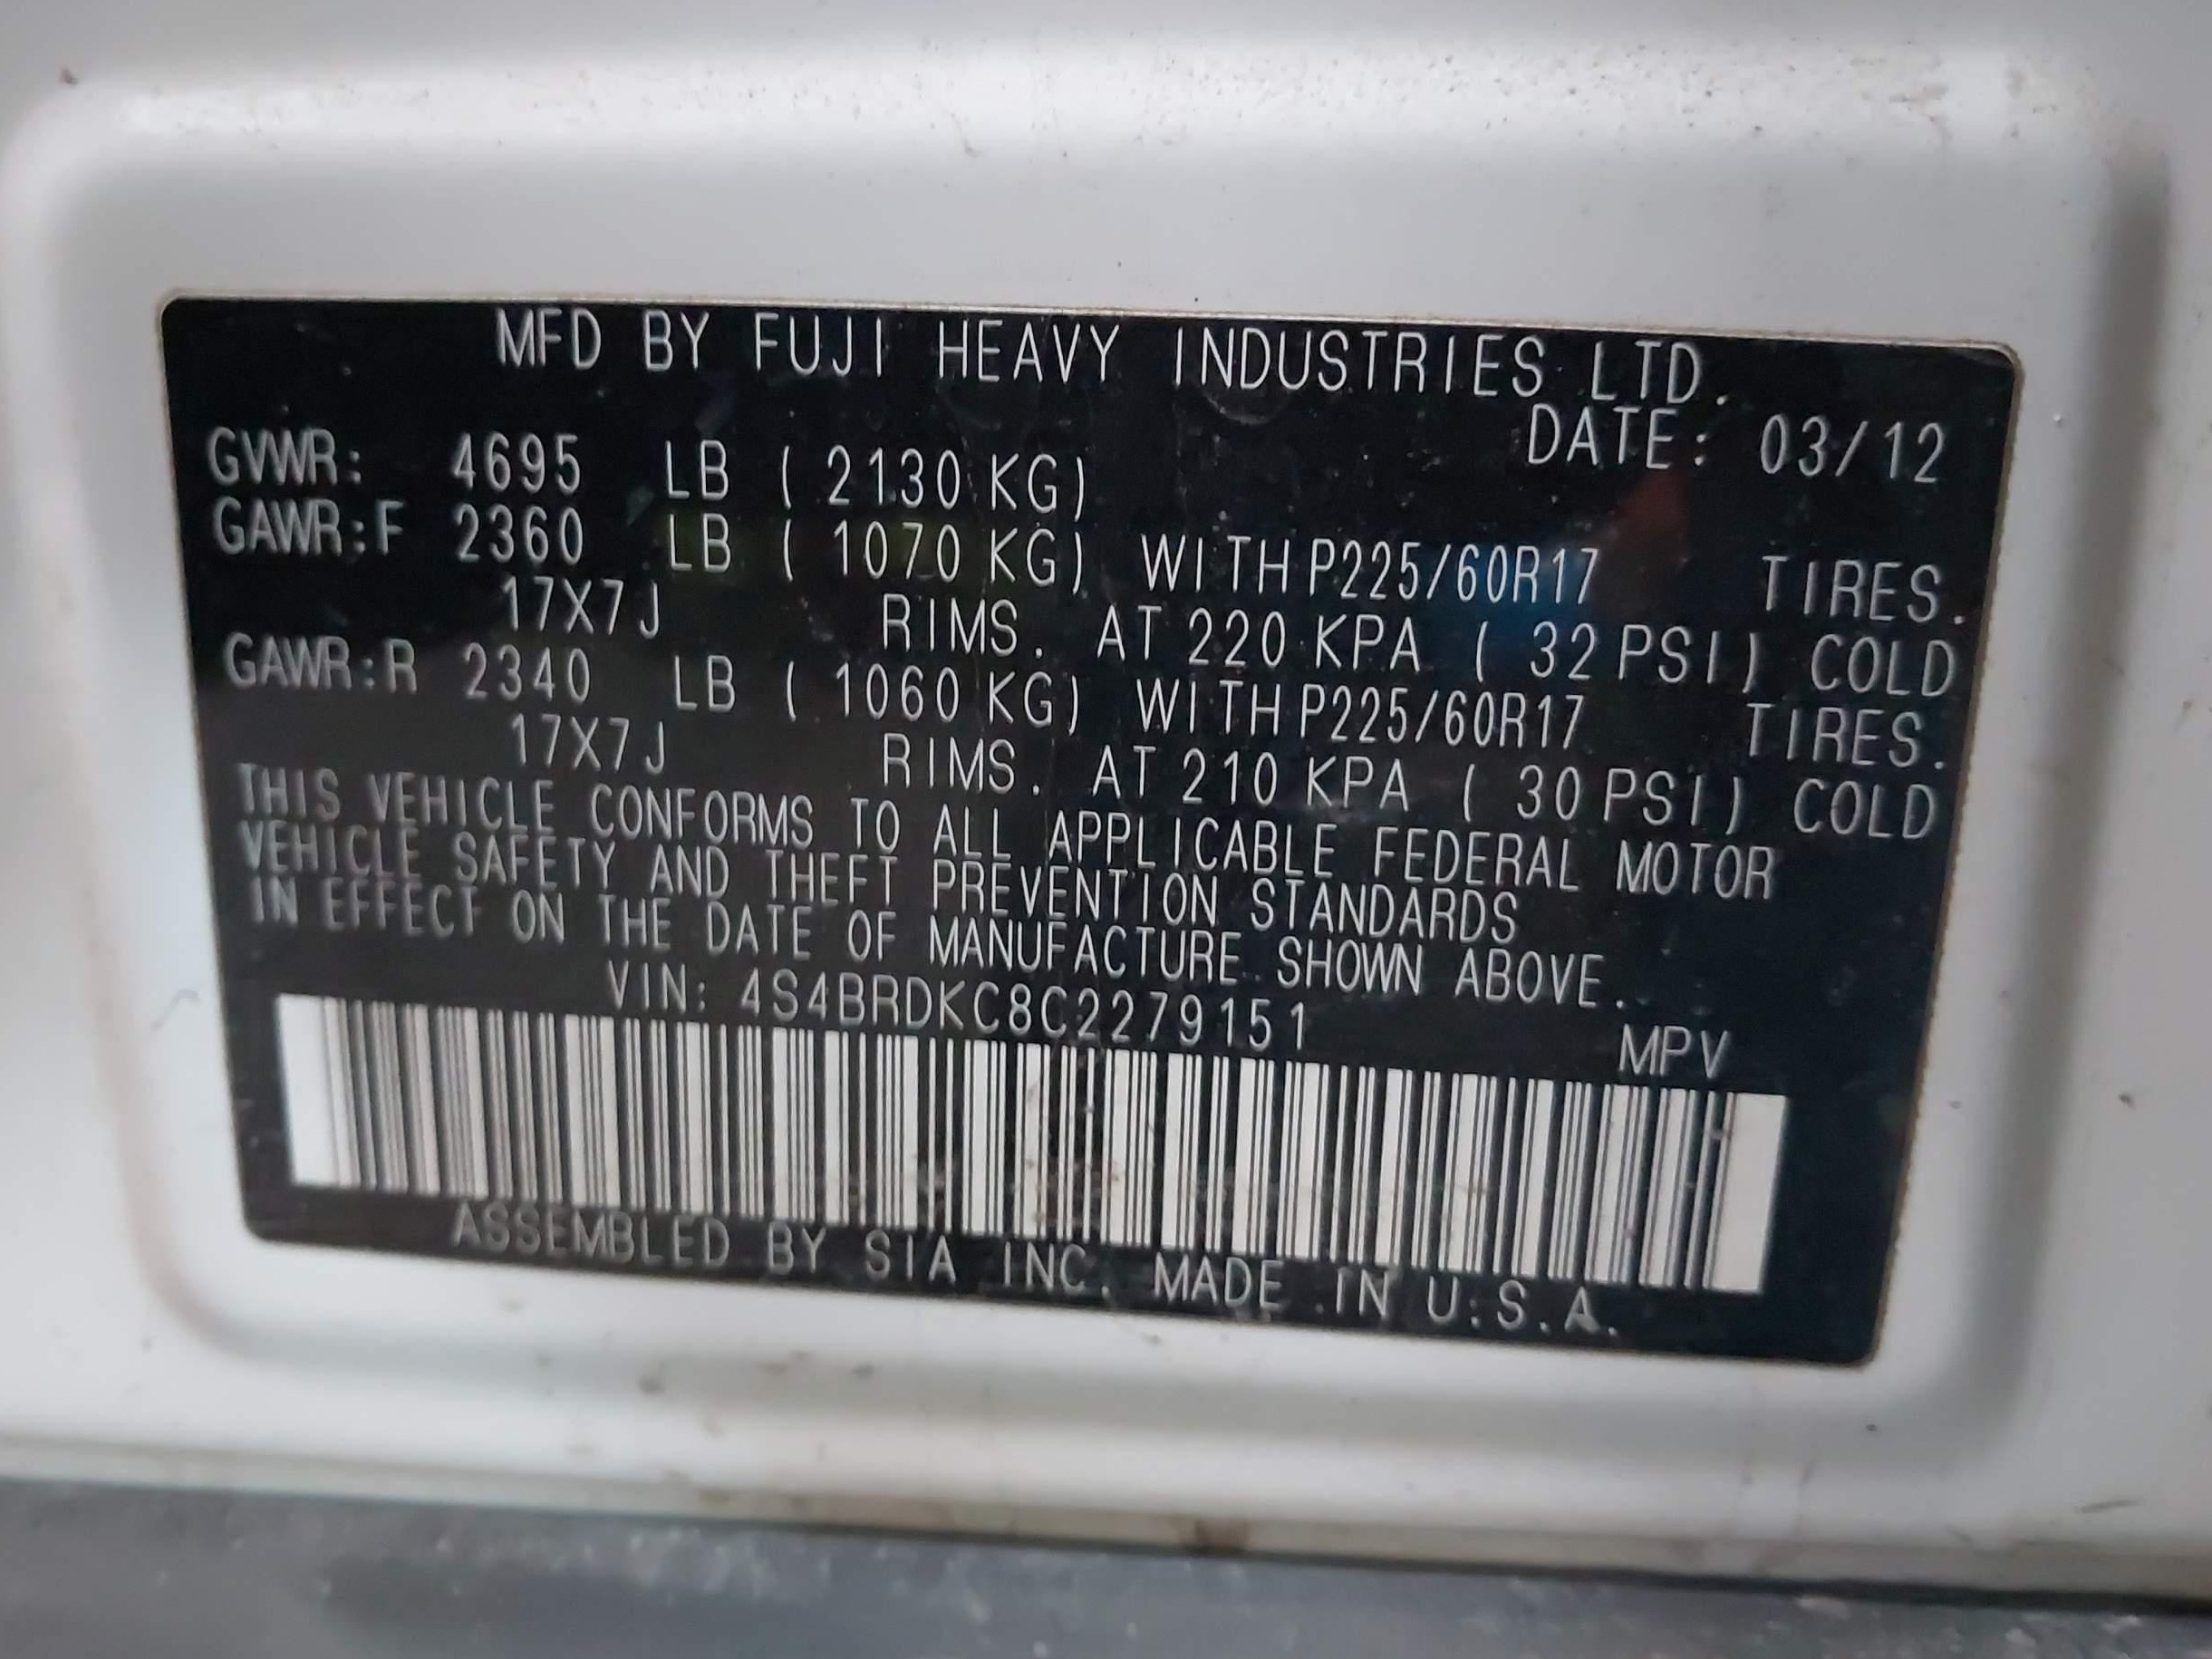 MFD BY FUJI HEAVY INDUSTRIES LTD.
DATE: 03/12
GVWR: 4695 LB ( 2130 KG)
GAWR:F 2360 LB ( 1070 KG) WITH P225/60R17 TIRES.
17X7J RIMS. AT 220 KPA ( 32 PSI) COLD
GAWR:R 2340 LB ( 1060 KG) WITH P225/60R17 TIRES.
17X7J RIMS. AT 210 KPA ( 30 PSI) COLD
THIS VEHICLE CONFORMS TO ALL APPLICABLE FEDERAL MOTOR
VEHICLE SAFETY AND THEFT PREVENTION STANDARDS
IN EFFECT ON THE DATE OF MANUFACTURE SHOWN ABOVE.
VIN: 4S4BRDKC8C2279151 MPV
ASSEMBLED BY SIA INC. MADE IN U.S.A.